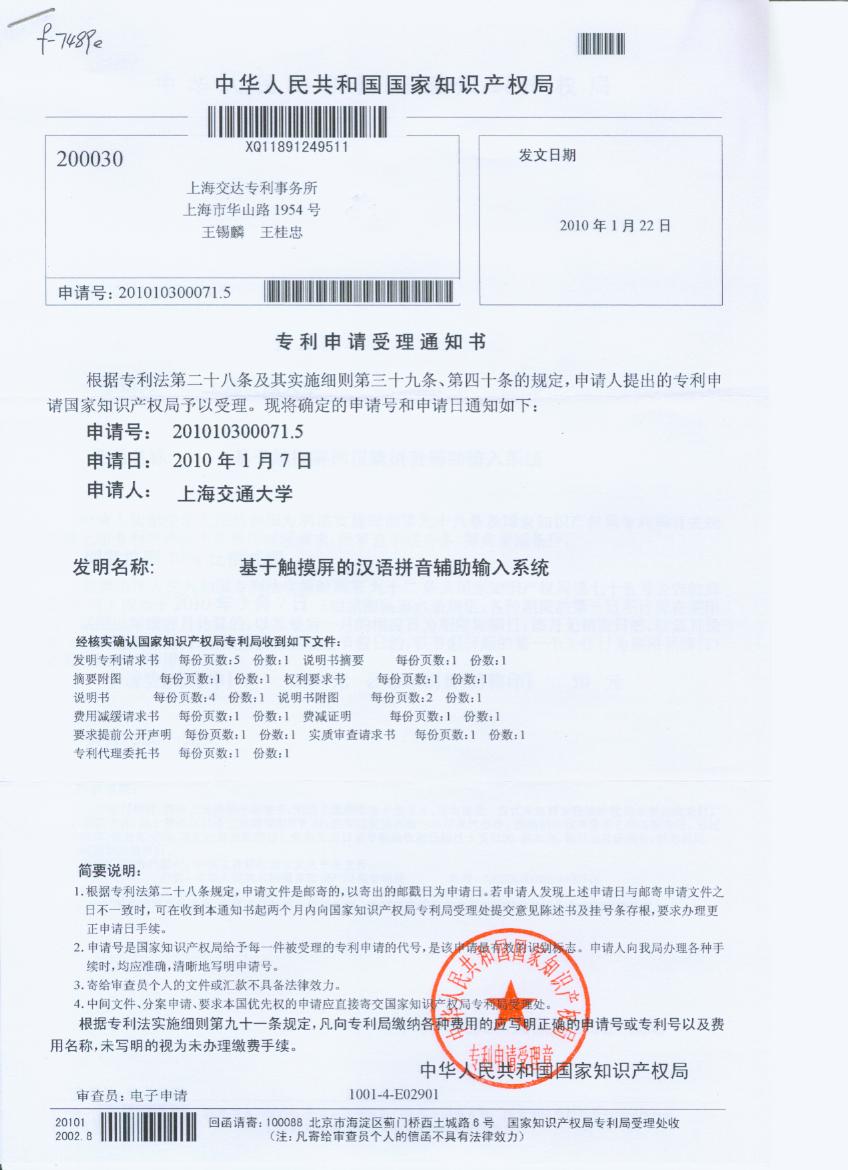 f-7489e
中华人民共和国国家知识产权局
XQ11891249511
200030
上海交达专利事务所
上海市华山路 1954 号
王锡麟 王桂忠
发文日期
2010 年 1 月 22 日
申请号: 201010300071.5
专利申请受理通知书
根据专利法第二十八条及其实施细则第三十九条、第四十条的规定,申请人提出的专利申
请国家知识产权局予以受理。现将确定的申请号和申请日通知如下:
申请号: 201010300071.5
申请日: 2010 年 1 月 7 日
申请人: 上海交通大学
发明名称: 基于触摸屏的汉语拼音辅助输入系统
经核实确认国家知识产权局专利局收到如下文件:
发明专利请求书 每份页数:5 份数:1 说明书摘要 每份页数:1 份数:1
摘要附图 每份页数:1 份数:1 权利要求书 每份页数:1 份数:1
说明书 每份页数:4 份数:1 说明书附图 每份页数:2 份数:1
费用减缓请求书 每份页数:1 份数:1 费减证明 每份页数:1 份数:1
要求提前公开声明 每份页数:1 份数:1 实质审查请求书 每份页数:1 份数:1
专利代理委托书 每份页数:1 份数:1
简要说明:
1.根据专利法第二十八条规定,申请文件是邮寄的,以寄出的邮戳日为申请日。若申请人发现上述申请日与邮寄申请文件之
日不一致时,可在收到本通知书起两个月内向国家知识产权局专利局受理处提交意见陈述书及挂号条存根,要求办理更
正申请日手续。
2.申请号是国家知识产权局给予每一件被受理的专利申请的代号,是该申请最有效的识别标志。申请人向我局办理各种手
续时,均应准确,清晰地写明申请号。
3.寄给审查员个人的文件或汇款不具备法律效力。
4.中间文件、分案申请、要求本国优先权的申请应直接寄交国家知识产权局专利局受理处。
根据专利法实施细则第九十一条规定,凡向专利局缴纳各种费用的应写明正确的申请号或专利号以及费
用名称,未写明的视为未办理缴费手续。
中华人民共和国国家知识产权局
专利申请受理章
中华人民共和国国家知识产权局
审查员: 电子申请 1001-4-E02901
20101
2002.8
回函请寄: 100088 北京市海淀区蓟门桥西土城路 6 号 国家知识产权局专利局受理处收
(注: 凡寄给审查员个人的信函不具有法律效力)